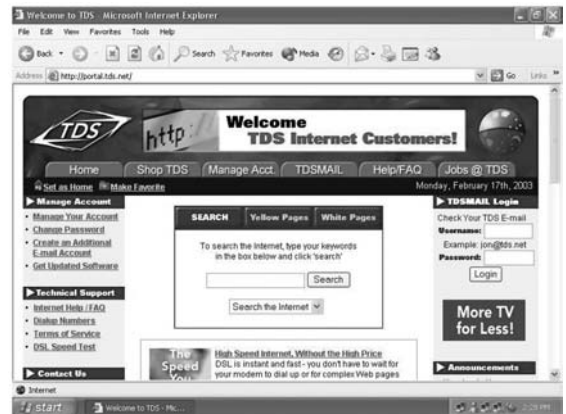 Welcome to TDS - Microsoft Internet Explorer
File Edit View Favorites Tools Help
Back Search Favorites Media
Address http://portal.tds.net/ Go Links »
TDS
http://
Welcome
TDS Internet Customers!
Home Shop TDS Manage Acct. TDSMAIL Help/FAQ Jobs @ TDS
Set as Home Make Favorite Monday, February 17th, 2003
Manage Account
Manage Your Account
Change Password
Create an Additional
E-mail Account
Get Updated Software
Technical Support
Internet Help / FAQ
Dialup Numbers
Terms of Service
DSL Speed Test
Contact Us
SEARCH Yellow Pages White Pages
To search the Internet, type your keywords
in the box below and click 'search'
Search
Search the Internet
The
Speed
You
High Speed Internet, Without the High Price
DSL is instant and fast - you don't have to wait for
your modem to dial up or for complex Web pages
TDSMAIL Login
Check Your TDS E-mail
Username:
Example: jon@tds.net
Password:
Login
More TV
for Less!
Announcements
Internet
start Welcome to TDS - Mic... 2:28 PM